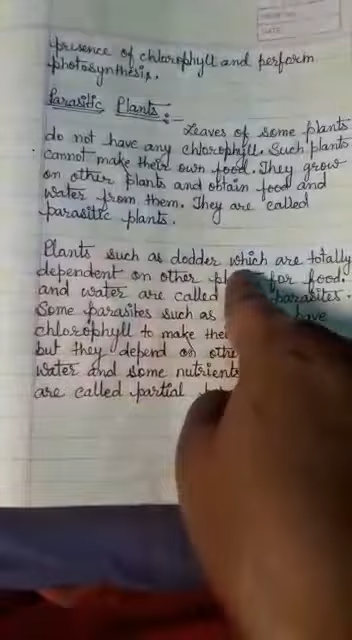 presence of chlorophyll and perform
photosynthesis.
Parasitic Plants :-
Leaves of some plants
do not have any chlorophyll. Such plants
cannot make their own food. They grow
on other plants and obtain food and
water from them. They are called
parasitic plants.
Plants such as dodder which are totally
dependent on other for food.
and water are called parasites.
Some parasites such as have
chlorophyll to make
but they depend on
water and some nutrients
are called partial
DATE